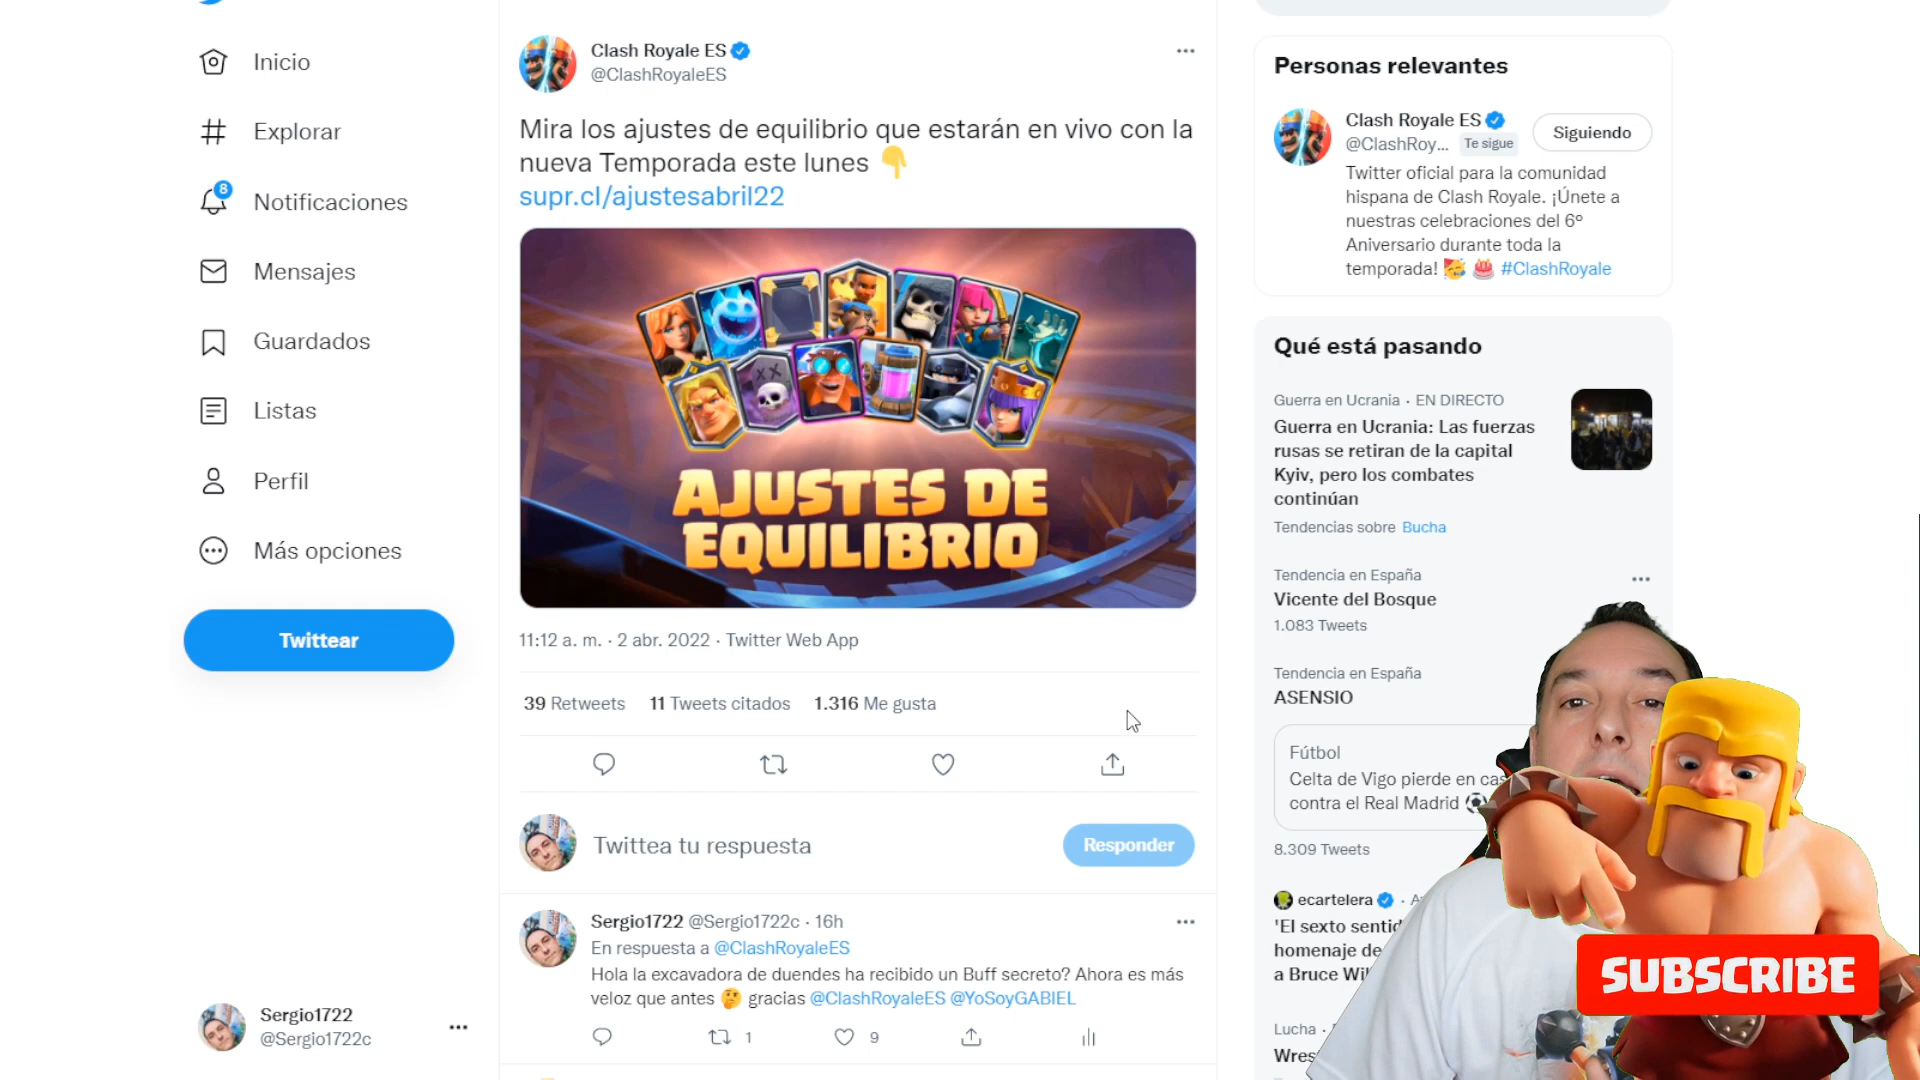 Inicio
Explorar
8
Notificaciones
Mensajes
Guardados
Listas
Perfil
Más opciones
Twittear
Sergio1722
@Sergio1722c
Clash Royale ES
@ClashRoyaleES
Mira los ajustes de equilibrio que estarán en vivo con la
nueva Temporada este lunes 👇
supr.cl/ajustesabril22
AJUSTES DE
EQUILIBRIO
11:12 a. m. · 2 abr. 2022 · Twitter Web App
39 Retweets 11 Tweets citados 1.316 Me gusta
Twittea tu respuesta
Responder
Sergio1722 @Sergio1722c · 16h
En respuesta a @ClashRoyaleES
Hola la excavadora de duendes ha recibido un Buff secreto? Ahora es más
veloz que antes 🤔 gracias @ClashRoyaleES @YoSoyGABIEL
1
9
Personas relevantes
Clash Royale ES
@ClashRoy... Te sigue
Siguiendo
Twitter oficial para la comunidad
hispana de Clash Royale. ¡Únete a
nuestras celebraciones del 6º
Aniversario durante toda la
temporada! 🥳 🎂 #ClashRoyale
Qué está pasando
Guerra en Ucrania · EN DIRECTO
Guerra en Ucrania: Las fuerzas
rusas se retiran de la capital
Kyiv, pero los combates
continúan
Tendencias sobre Bucha
Tendencia en España
Vicente del Bosque
1.083 Tweets
Tendencia en España
ASENSIO
Fútbol
Celta de Vigo pierde en cas
contra el Real Madrid ⚽
8.309 Tweets
ecartelera ·
'El sexto sentid
homenaje de
a Bruce Wil
Lucha ·
Wres
SUBSCRIBE